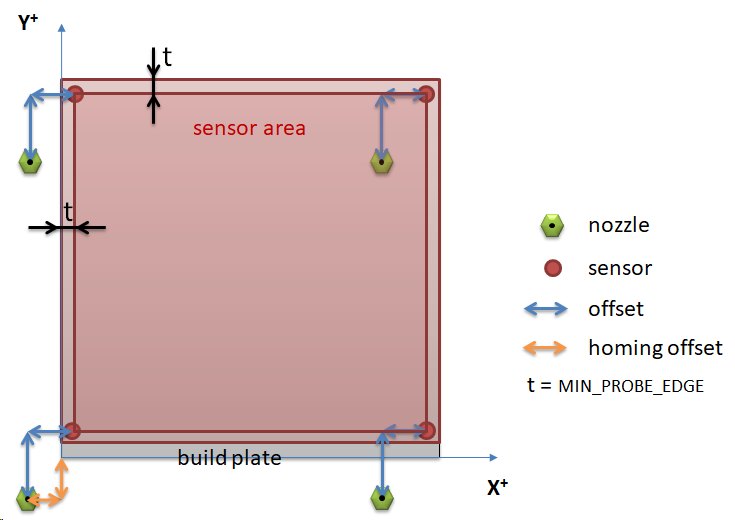 Y+
t
sensor area
t
nozzle
sensor
offset
homing offset
t = MIN_PROBE_EDGE
build plate
X+